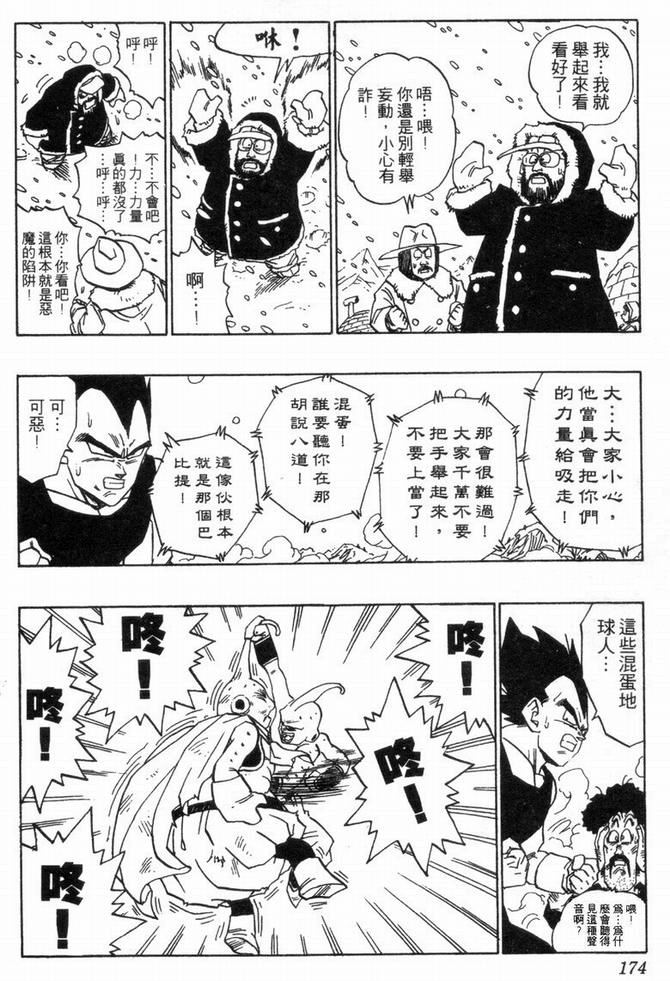 我…我就
舉起來看
看好了！
唔…喂！
你還是別輕舉
妄動，小心有
詐！
咻！
啊…！
呼！
呼！
不…不會吧
！力…力量
真的都沒了
…呼…呼…
你…你看吧！
這根本就是惡
魔的陷阱！
大…大家小心，
他當真會把你們
的力量給吸走！
那會很難過！
大家千萬不要
把手舉起來，
不要上當了！
混蛋！
誰要聽你在那
胡說八道！
這傢伙根本
就是那個巴
比提！
可…
可惡！
這些混蛋地
球人…
喂！
為…為什
麼會聽得
見這種聲
音啊？
咚！
咚！
咚！
咚！
咚！
174